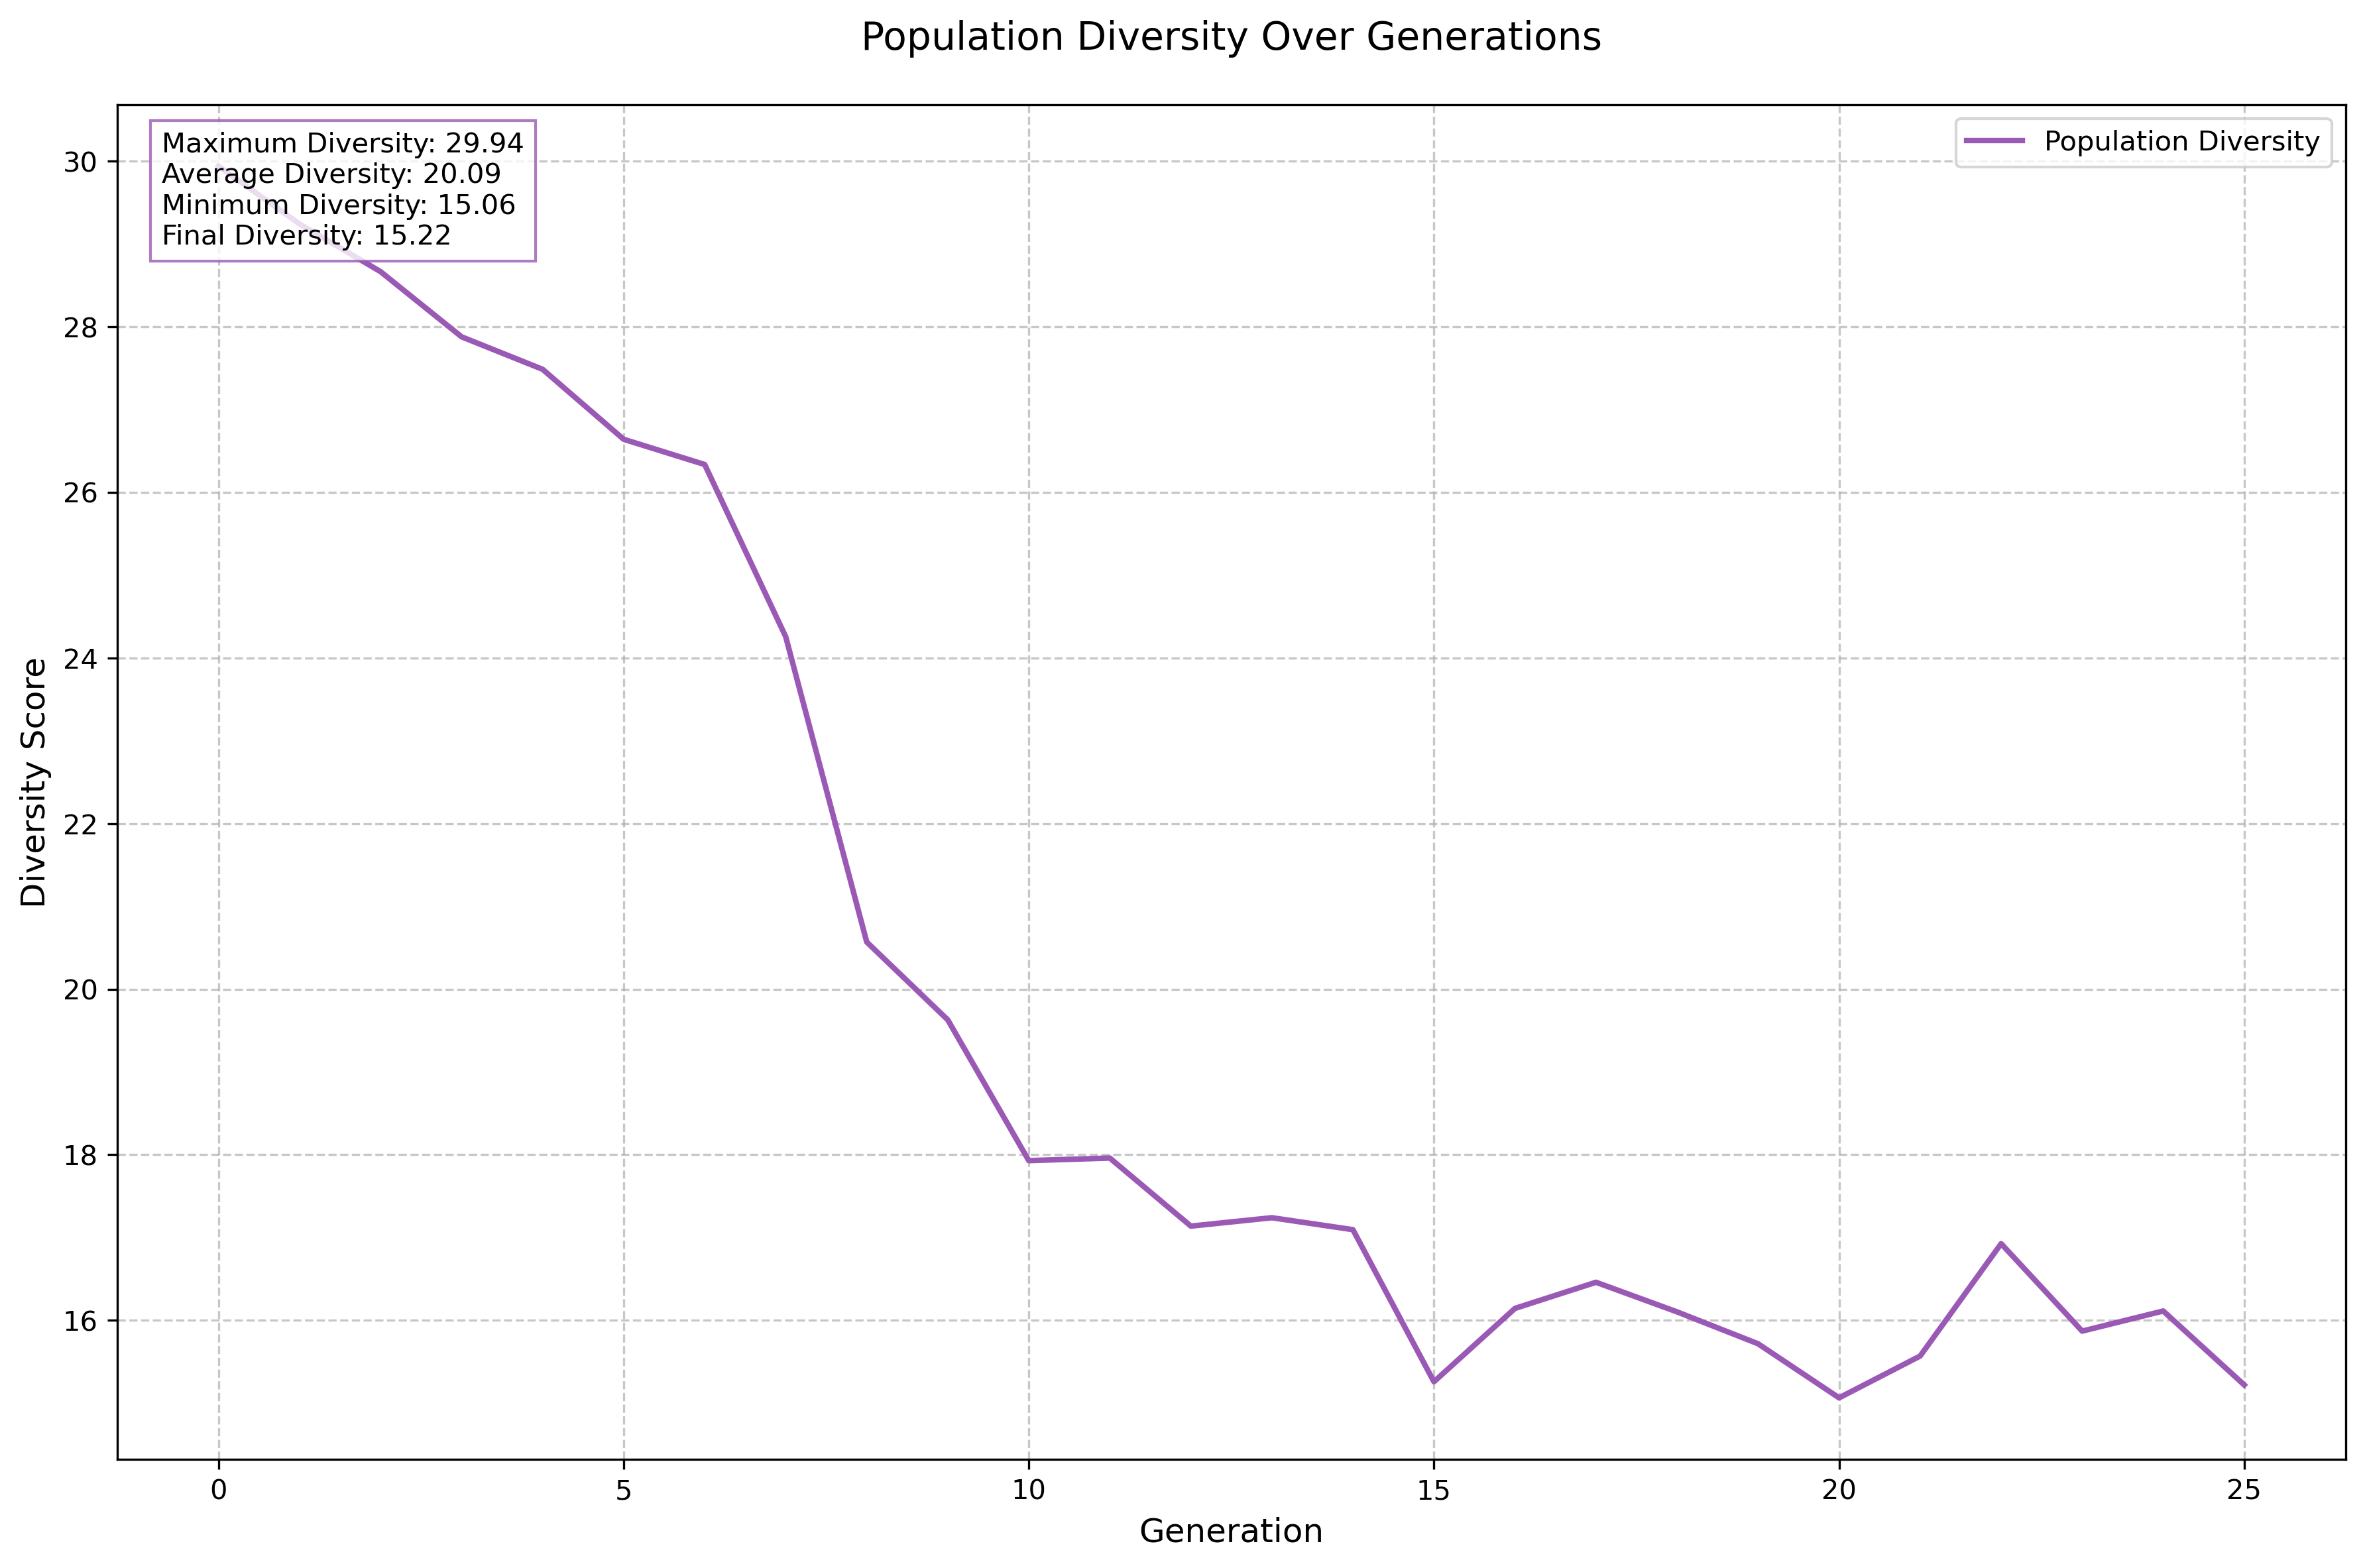 Population Diversity Over Generations
Maximum Diversity: 29.94
Average Diversity: 20.09
Minimum Diversity: 15.06
Final Diversity: 15.22
Population Diversity
30
28
26
24
22
20
18
16
Diversity Score
0 5 10 15 20 25
Generation